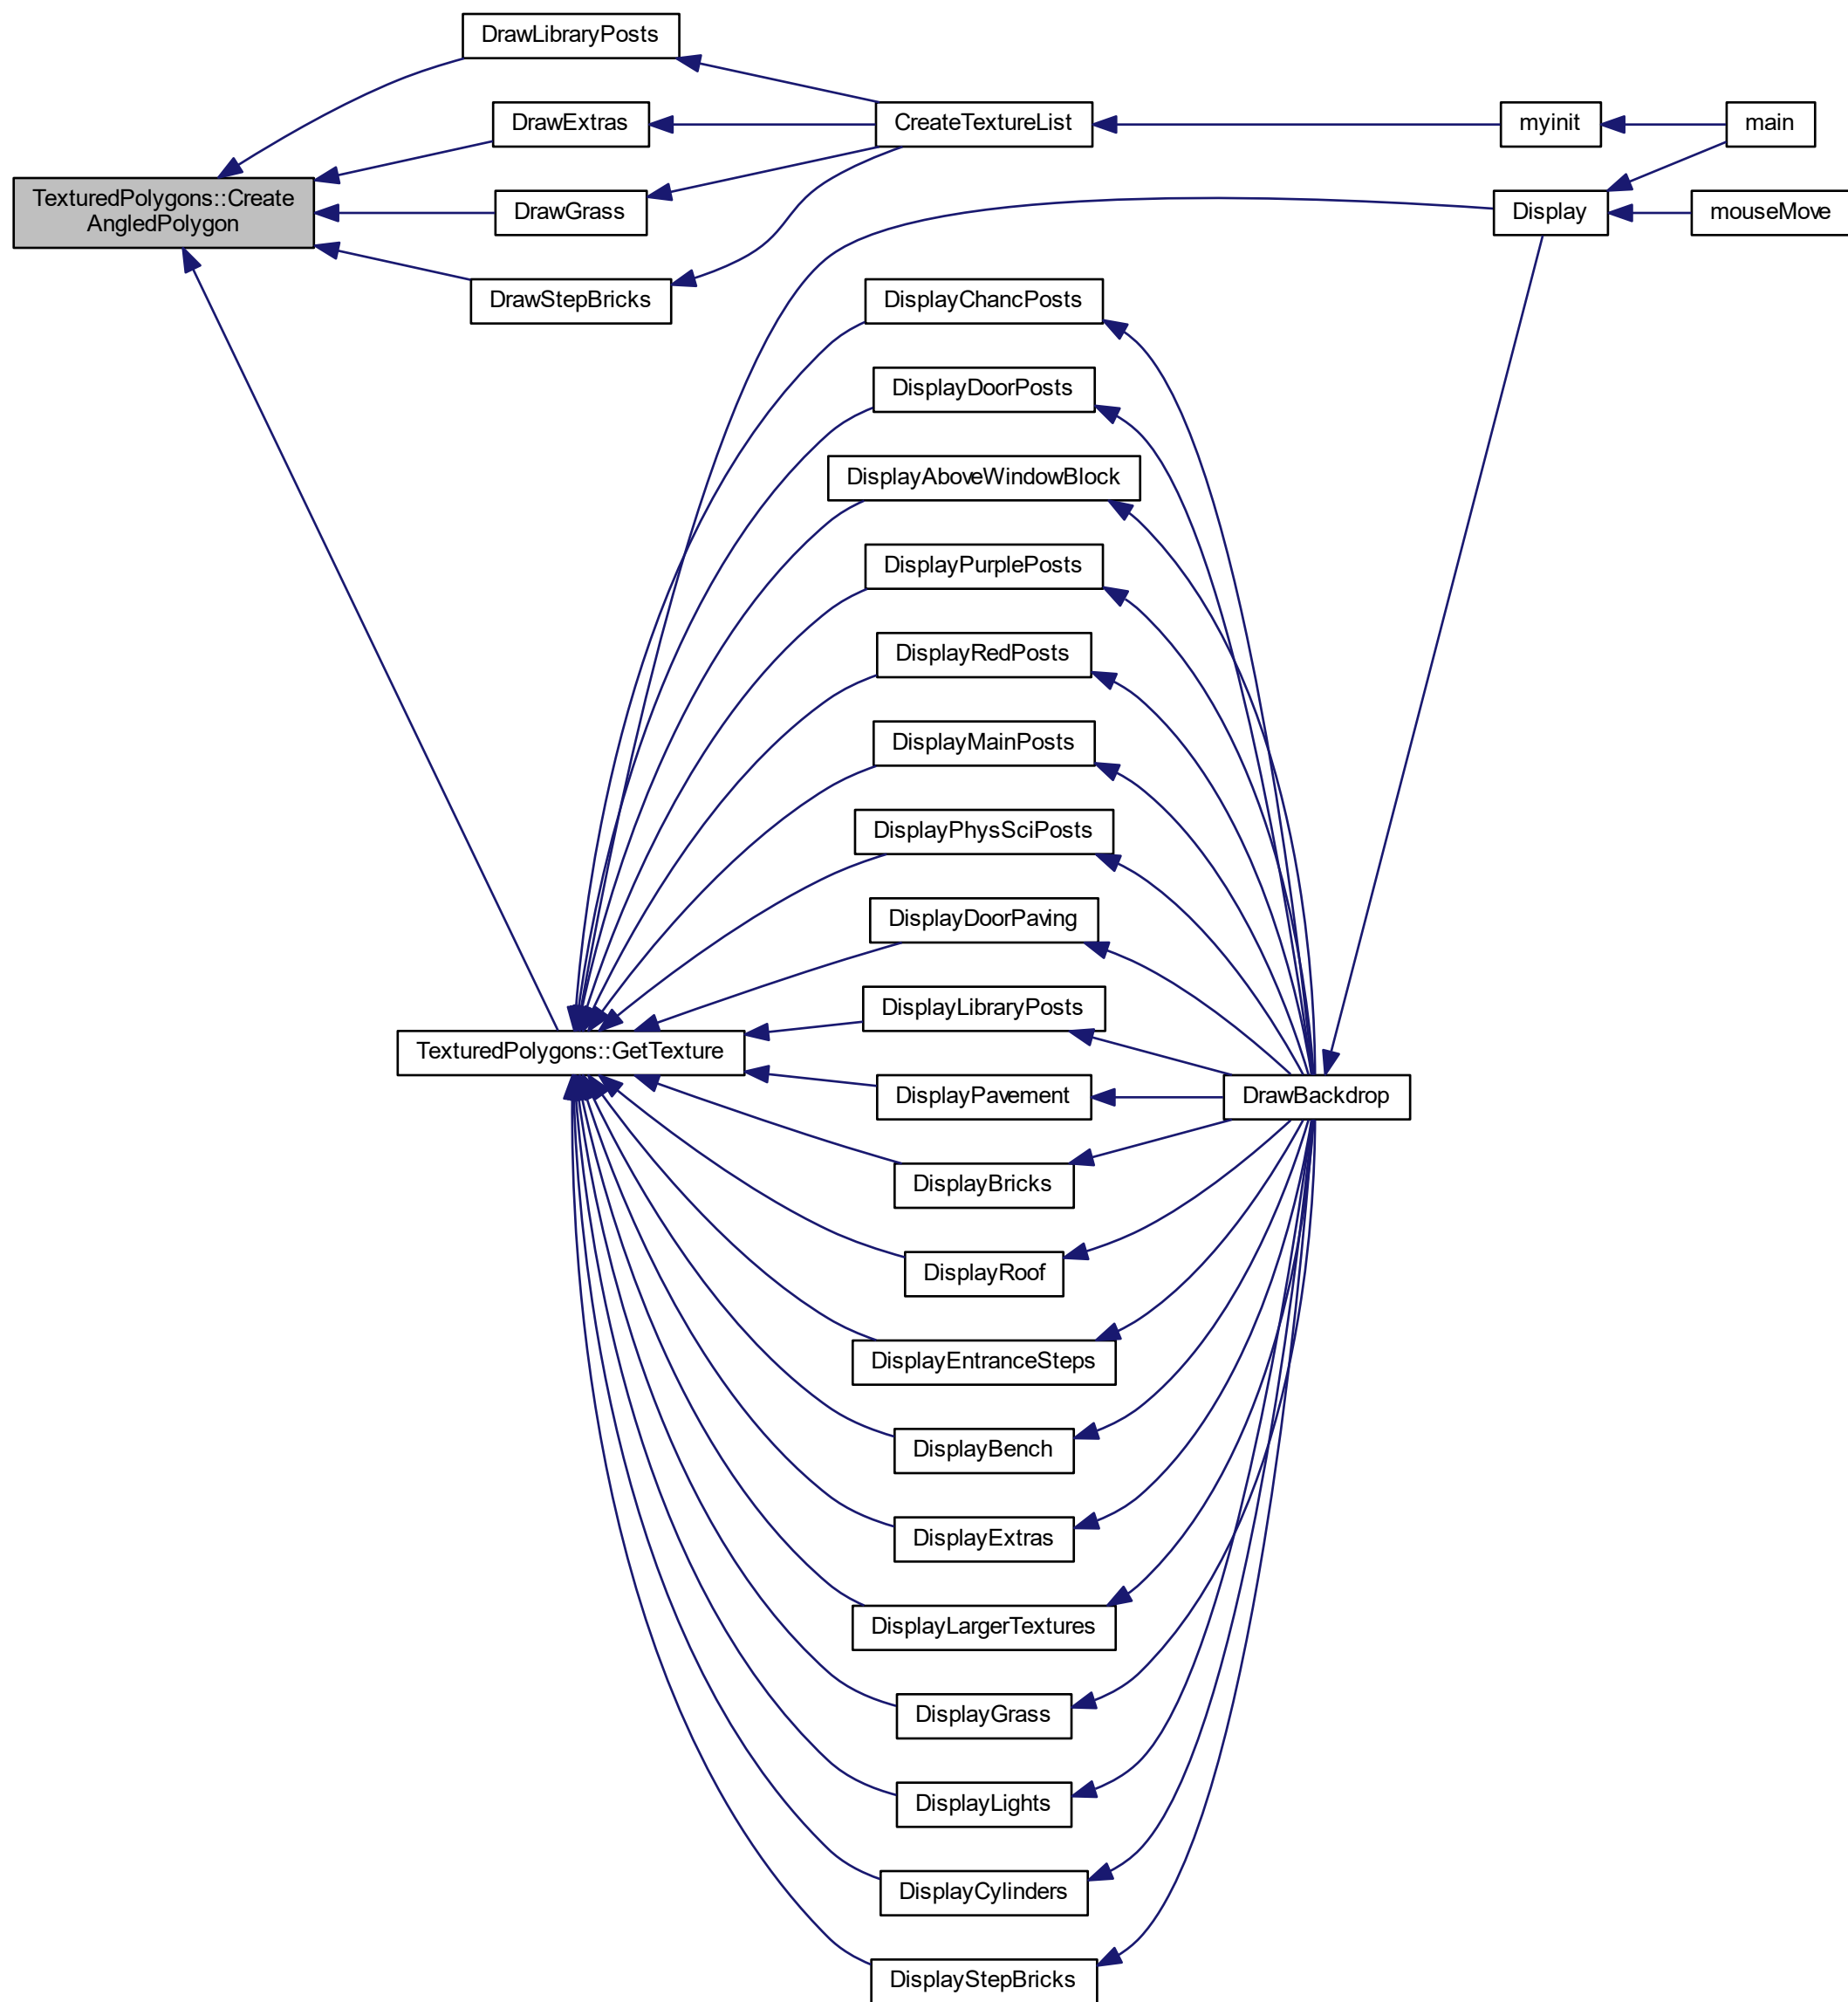 DrawLibraryPosts
DrawExtras
CreateTextureList
myinit
main
TexturedPolygons::Create
AngledPolygon
DrawGrass
Display
mouseMove
DrawStepBricks
DisplayChancPosts
DisplayDoorPosts
DisplayAboveWindowBlock
DisplayPurplePosts
DisplayRedPosts
DisplayMainPosts
DisplayPhysSciPosts
DisplayDoorPaving
DisplayLibraryPosts
TexturedPolygons::GetTexture
DisplayPavement
DrawBackdrop
DisplayBricks
DisplayRoof
DisplayEntranceSteps
DisplayBench
DisplayExtras
DisplayLargerTextures
DisplayGrass
DisplayLights
DisplayCylinders
DisplayStepBricks